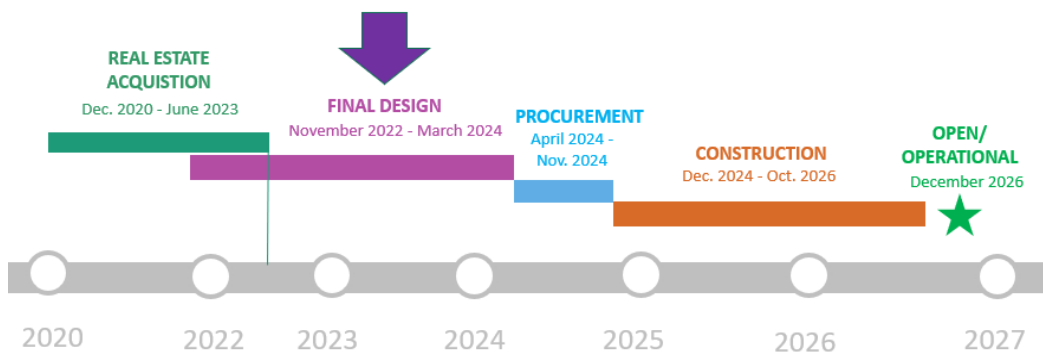 REAL ESTATE
ACQUISTION
Dec. 2020 - June 2023
FINAL DESIGN
November 2022 - March 2024
PROCUREMENT
April 2024 -
Nov. 2024
CONSTRUCTION
Dec. 2024 - Oct. 2026
OPEN/
OPERATIONAL
December 2026
2020
2022
2023
2024
2025
2026
2027